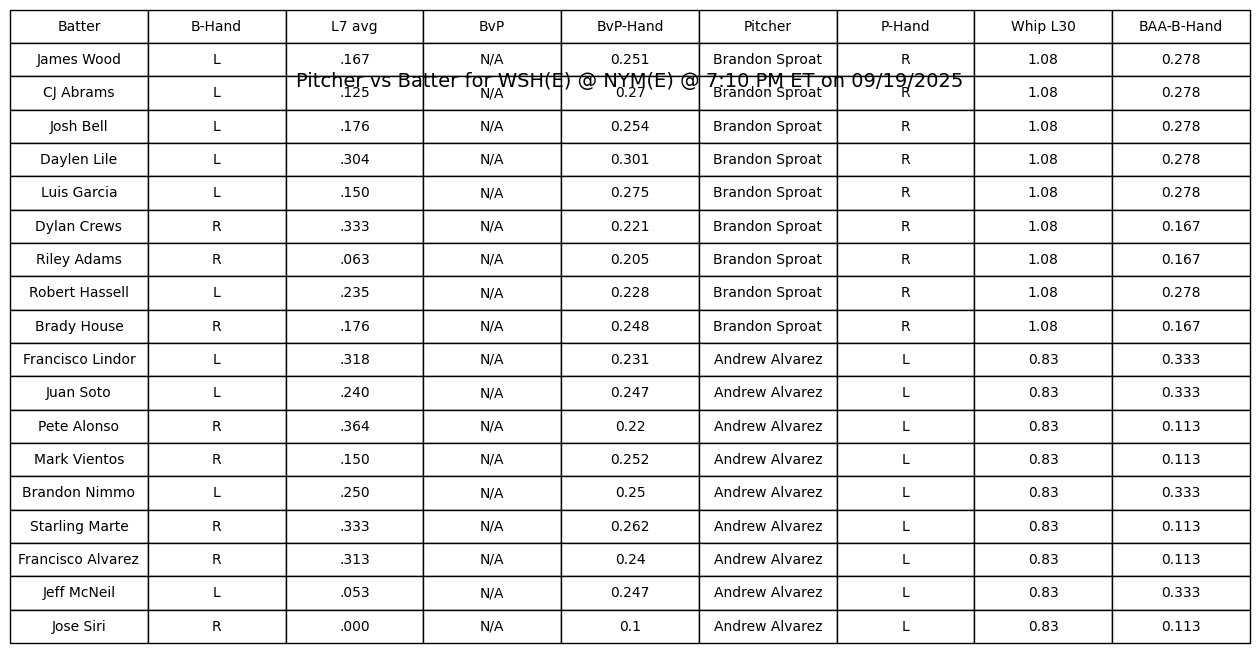 Batter B-Hand L7 avg BvP BvP-Hand Pitcher P-Hand Whip L30 BAA-B-Hand
James Wood L .167 N/A 0.251 Brandon Sproat R 1.08 0.278
Pitcher vs Batter for WSH(E) @ NYM(E) @ 7:10 PM ET on 09/19/2025
CJ Abrams L .125 N/A 0.27 Brandon Sproat R 1.08 0.278
Josh Bell L .176 N/A 0.254 Brandon Sproat R 1.08 0.278
Daylen Lile L .304 N/A 0.301 Brandon Sproat R 1.08 0.278
Luis Garcia L .150 N/A 0.275 Brandon Sproat R 1.08 0.278
Dylan Crews R .333 N/A 0.221 Brandon Sproat R 1.08 0.167
Riley Adams R .063 N/A 0.205 Brandon Sproat R 1.08 0.167
Robert Hassell L .235 N/A 0.228 Brandon Sproat R 1.08 0.278
Brady House R .176 N/A 0.248 Brandon Sproat R 1.08 0.167
Francisco Lindor L .318 N/A 0.231 Andrew Alvarez L 0.83 0.333
Juan Soto L .240 N/A 0.247 Andrew Alvarez L 0.83 0.333
Pete Alonso R .364 N/A 0.22 Andrew Alvarez L 0.83 0.113
Mark Vientos R .150 N/A 0.252 Andrew Alvarez L 0.83 0.113
Brandon Nimmo L .250 N/A 0.25 Andrew Alvarez L 0.83 0.333
Starling Marte R .333 N/A 0.262 Andrew Alvarez L 0.83 0.113
Francisco Alvarez R .313 N/A 0.24 Andrew Alvarez L 0.83 0.113
Jeff McNeil L .053 N/A 0.247 Andrew Alvarez L 0.83 0.333
Jose Siri R .000 N/A 0.1 Andrew Alvarez L 0.83 0.113